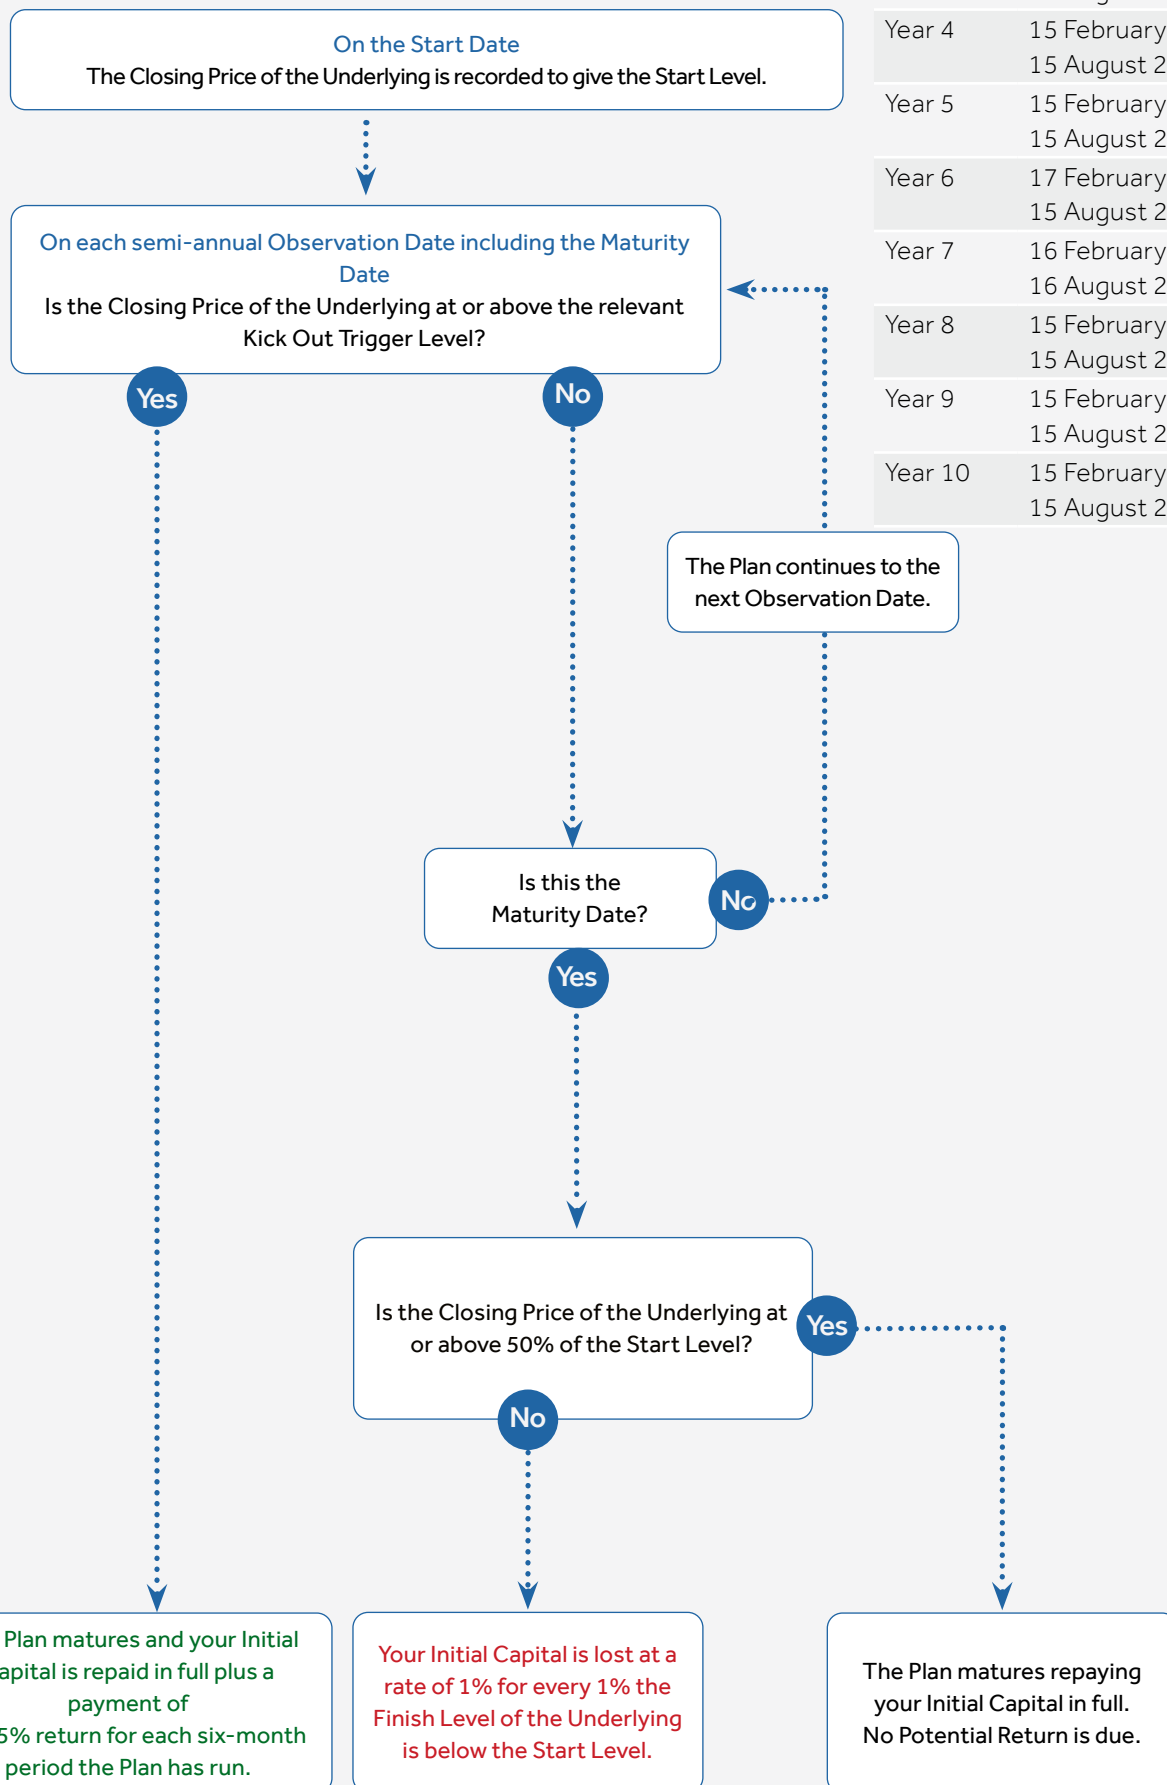 On the Start Date
The Closing Price of the Underlying is recorded to give the Start Level.
On each semi-annual Observation Date including the Maturity
Date
Is the Closing Price of the Underlying at or above the relevant
Kick Out Trigger Level?
Yes
No
Year 4 15 February
15 August 2
Year 5 15 February
15 August 2
Year 6 17 February
15 August 2
Year 7 16 February
16 August 2
Year 8 15 February
15 August 2
Year 9 15 February
15 August 2
Year 10 15 February
15 August 2
The Plan continues to the
next Observation Date.
Is this the
Maturity Date?
No
Yes
Is the Closing Price of the Underlying at
or above 50% of the Start Level?
Yes
No
Plan matures and your Initial
apital is repaid in full plus a
payment of
5% return for each six-month
period the Plan has run.
Your Initial Capital is lost at a
rate of 1% for every 1% the
Finish Level of the Underlying
is below the Start Level.
The Plan matures repaying
your Initial Capital in full.
No Potential Return is due.